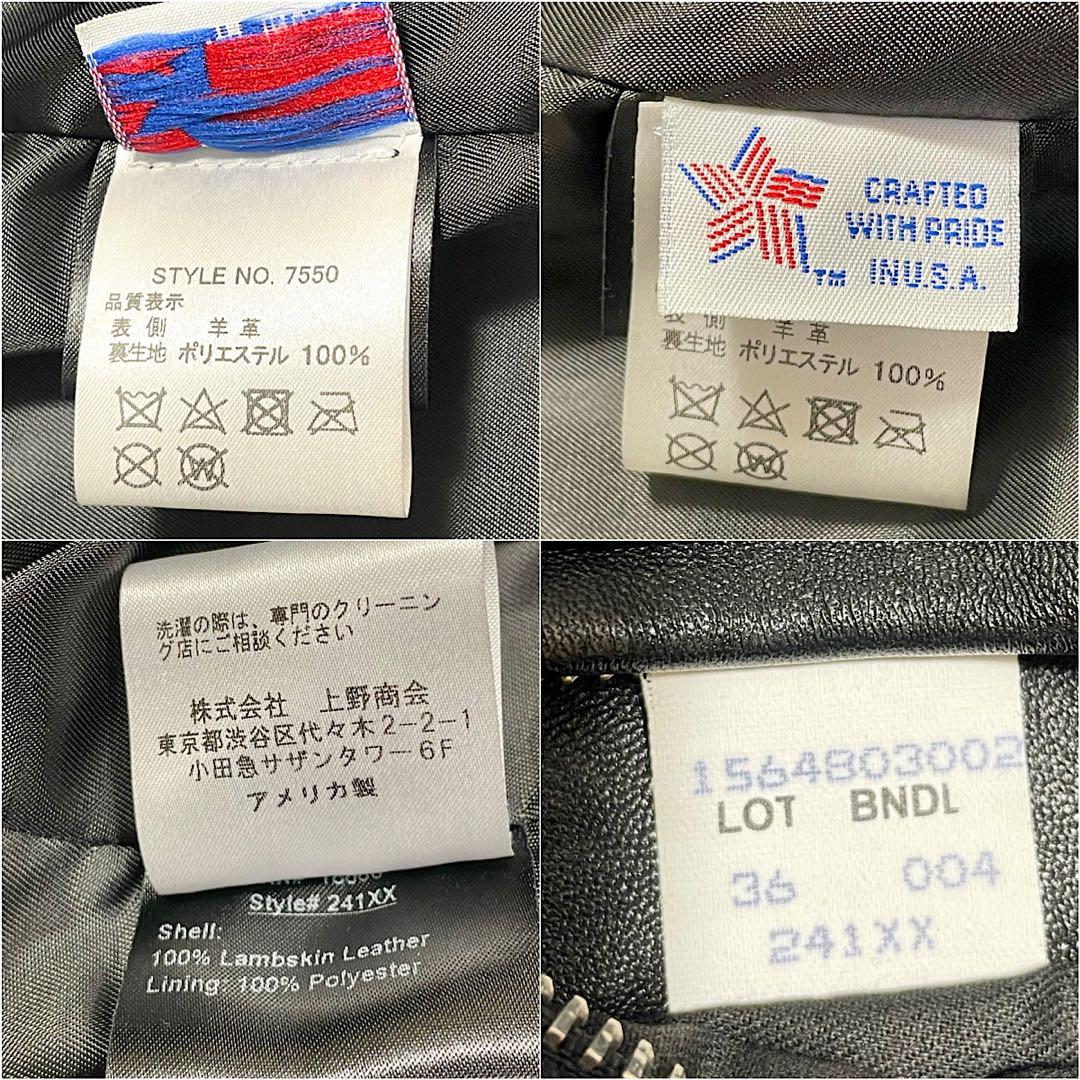 STYLE NO. 7550
品質表示
表側 羊革
裏生地 ポリエステル 100%
W
CRAFTED
WITH PRIDE
IN U.S.A.
TM
表側 羊革
裏生地 ポリエステル 100%
W
洗濯の際は、専門のクリーニン
グ店にご相談ください
株式会社 上野商会
東京都渋谷区代々木2-2-1
小田急サザンタワー6F
アメリカ製
Style# 241XX
Shell:
100% Lambskin Leather
Lining: 100% Polyester
1564803002
LOT BNDL
36 004
241XX